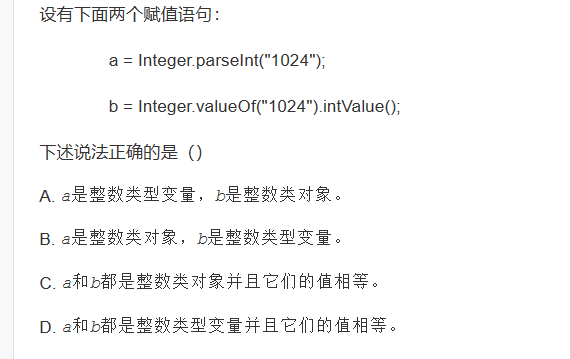 设有下面两个赋值语句：
a = Integer.parseInt("1024");
b = Integer.valueOf("1024").intValue();
下述说法正确的是（）
A. a是整数类型变量，b是整数类对象。
B. a是整数类对象，b是整数类型变量。
C. a和b都是整数类对象并且它们的值相等。
D. a和b都是整数类型变量并且它们的值相等。